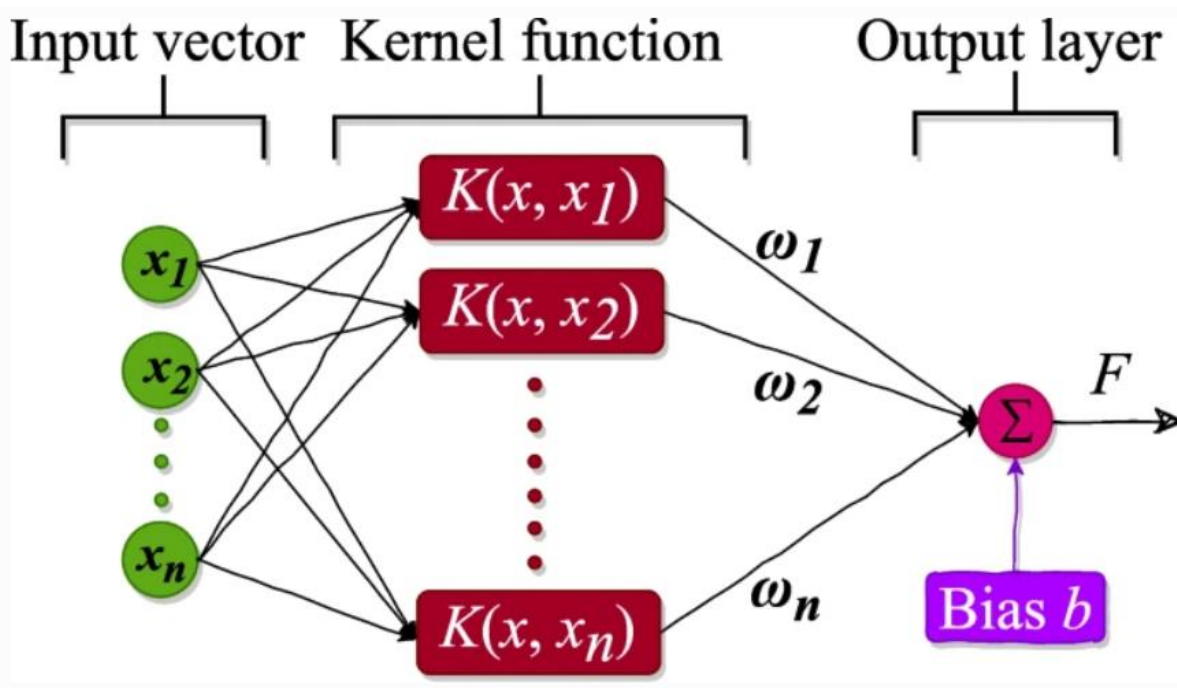 Input vector Kernel function Output layer
K(x, x1)
ω1
x1
K(x, x2)
x2
ω2
F
Σ
xn
ωn
K(x, xn)
Bias b